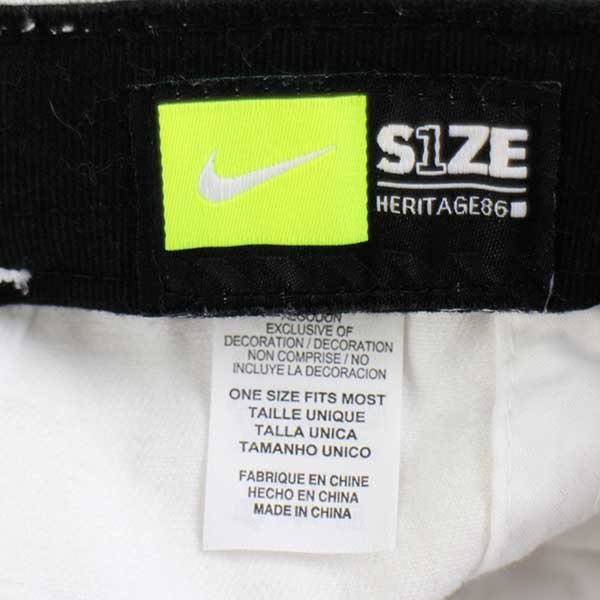 S1ZE
HERITAGE86
ALGODON
EXCLUSIVE OF
DECORATION / DECORATION
NON COMPRISE / NO
INCLUYE LA DECORACION
ONE SIZE FITS MOST
TAILLE UNIQUE
TALLA UNICA
TAMANHO UNICO
FABRIQUE EN CHINE
HECHO EN CHINA
MADE IN CHINA